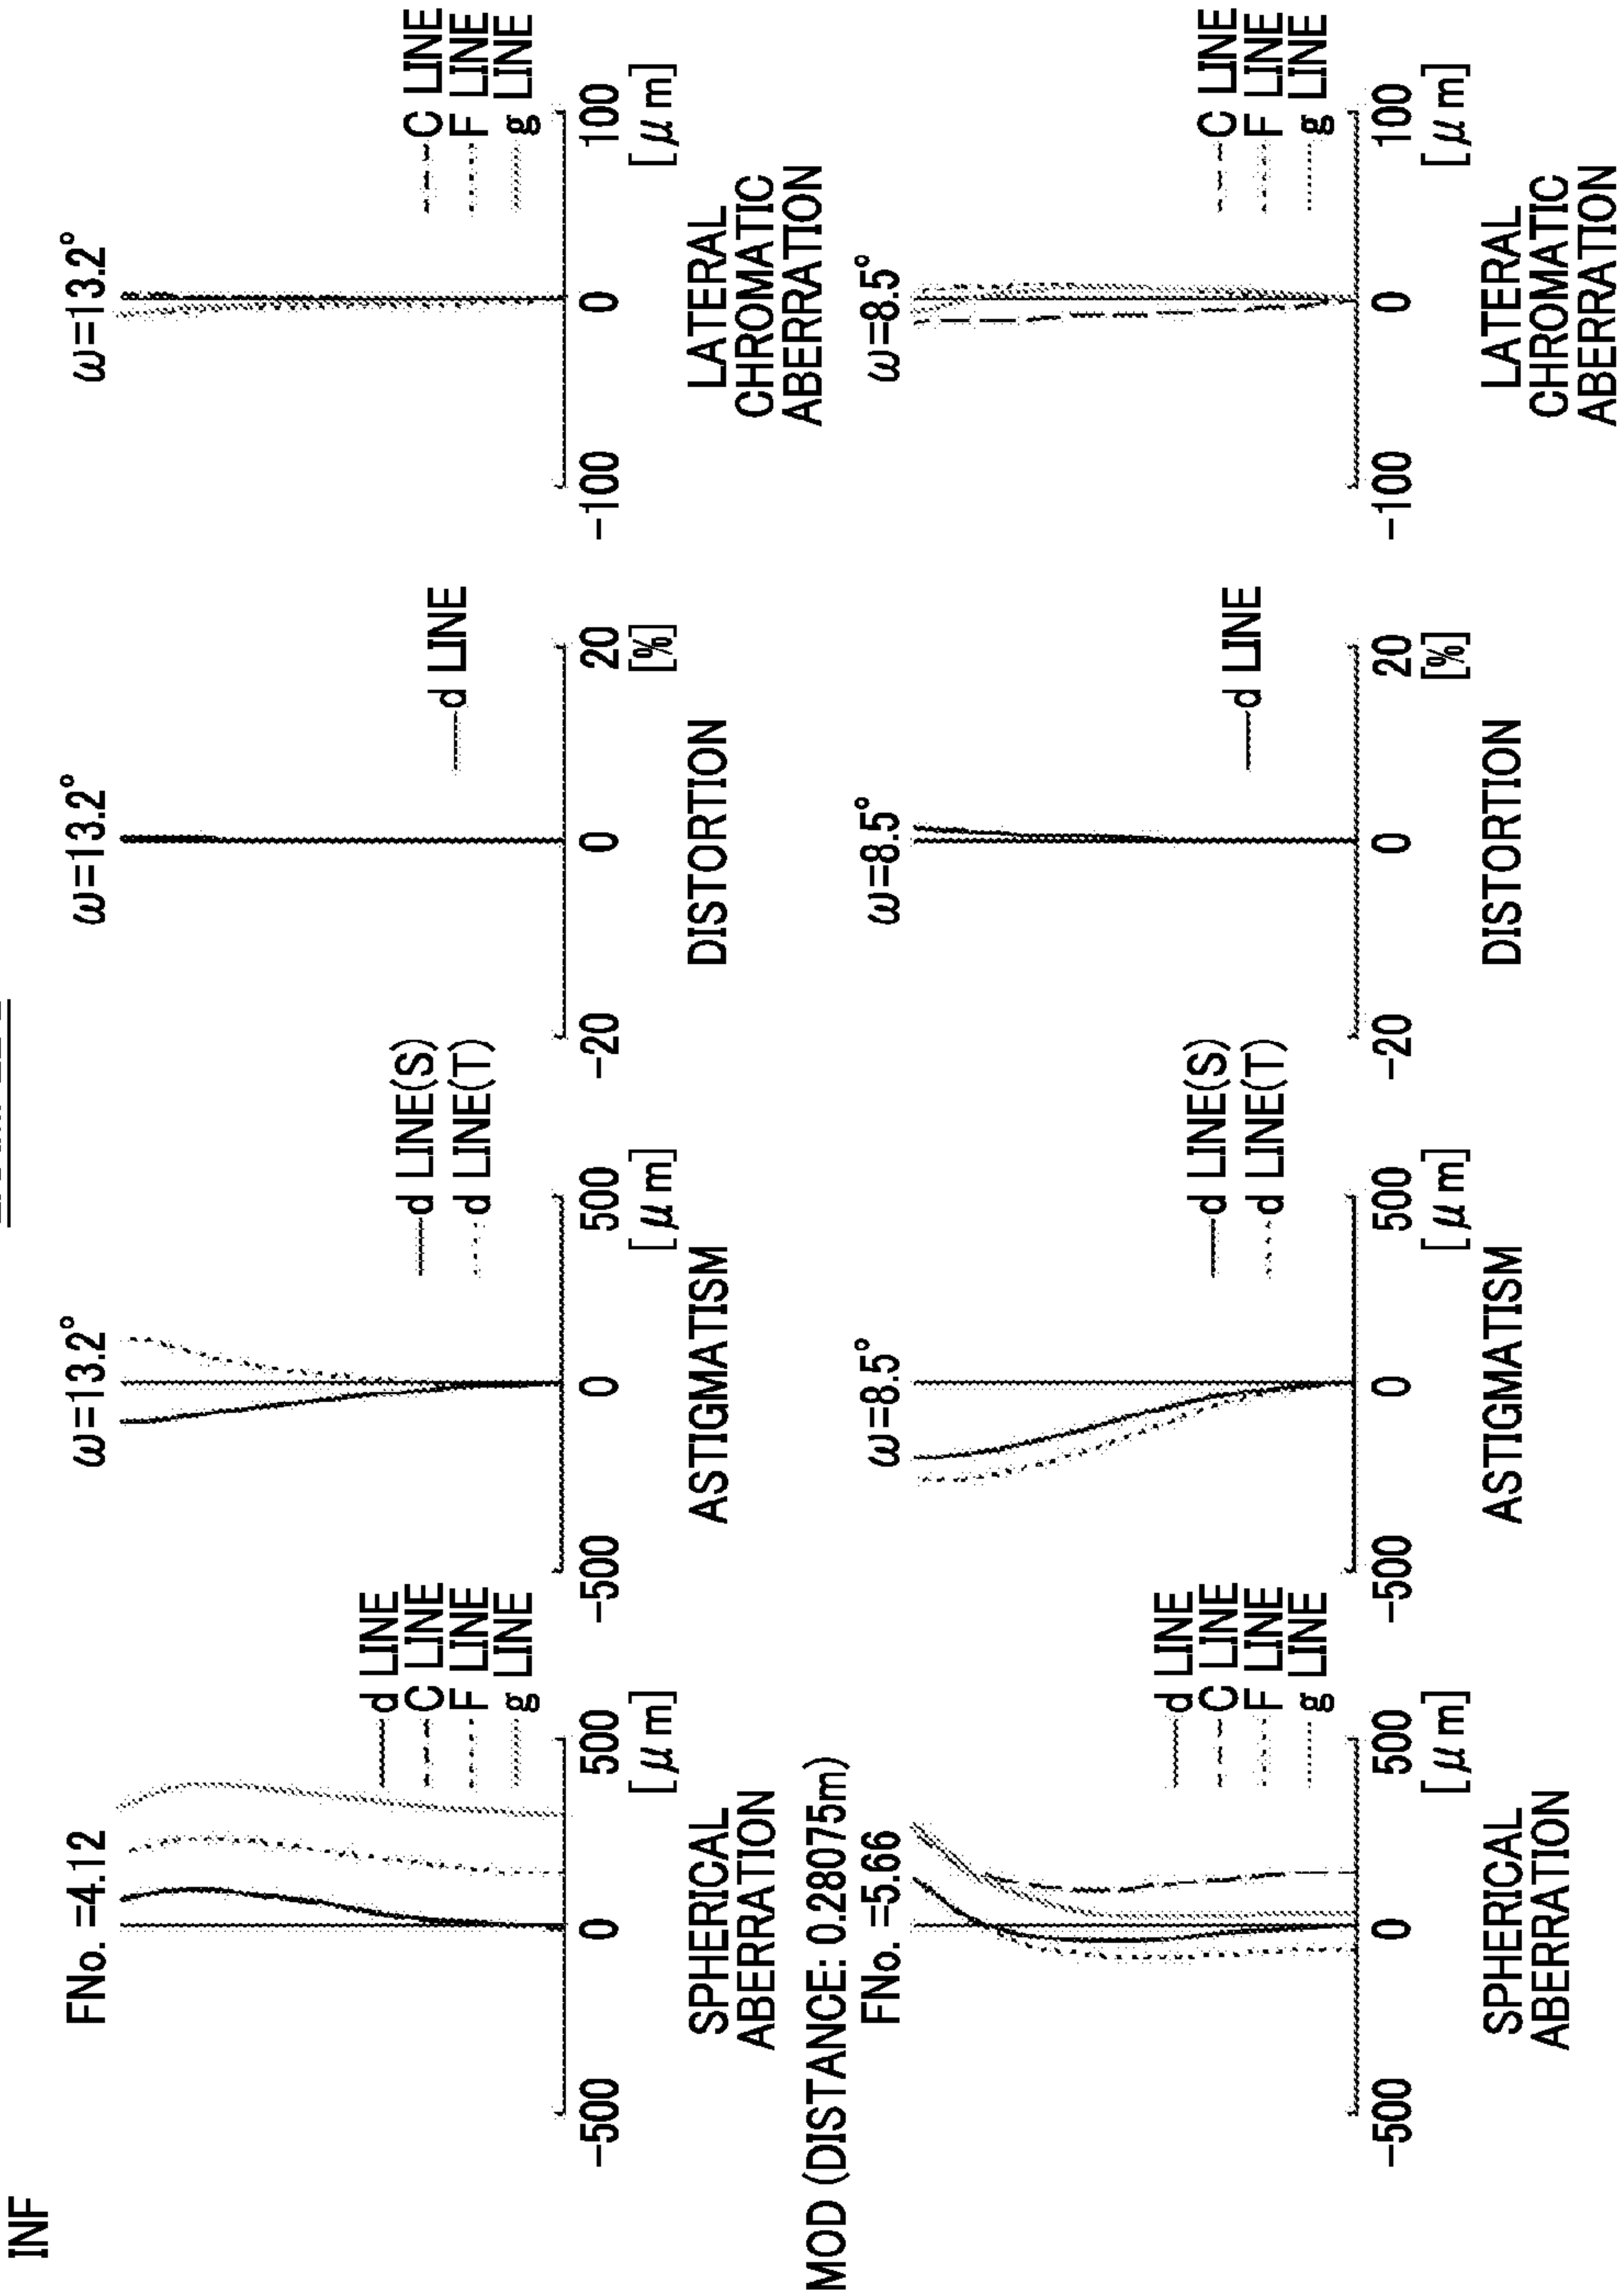 INF
FNo. =4.12
d LINE
C LINE
F LINE
g LINE
-500
0
500
[μm]
SPHERICAL
ABERRATION
ω=13.2°
d LINE(S)
d LINE(T)
-500
0
500
[μm]
ASTIGMATISM
ω=13.2°
d LINE
-20
0
20
[%]
DISTORTION
ω=13.2°
C LINE
F LINE
g LINE
-100
0
100
[μm]
LATERAL
CHROMATIC
ABERRATION
MOD (DISTANCE: 0.28075m)
FNo. =5.66
d LINE
C LINE
F LINE
g LINE
-500
0
500
[μm]
SPHERICAL
ABERRATION
ω=8.5°
d LINE(S)
d LINE(T)
-500
0
500
[μm]
ASTIGMATISM
ω=8.5°
d LINE
-20
0
20
[%]
DISTORTION
ω=8.5°
C LINE
F LINE
g LINE
-100
0
100
[μm]
LATERAL
CHROMATIC
ABERRATION